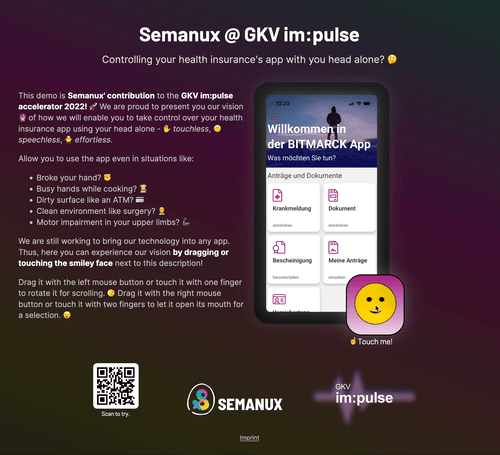 Semanux @ GKV im:pulse
Controlling your health insurance's app with you head alone? 🤔
This demo is Semanux' contribution to the GKV im:pulse
accelerator 2022! 🚀 We are proud to present you our vision
🔮 of how we will enable you to take control over your health
insurance app using your head alone - ✋ touchless, 😶
speechless, 👶 effortless.
Allow you to use the app even in situations like:
• Broke your hand? ✊
• Busy hands while cooking? 👨‍🍳
• Dirty surface like an ATM? 🏧
• Clean environment like surgery? 👨‍⚕️
• Motor impairment in your upper limbs? 🦾
We are still working to bring our technology into any app.
Thus, here you can experience our vision by dragging or
touching the smiley face next to this description!
Drag it with the left mouse button or touch it with one finger
to rotate it for scrolling. Drag it with the right mouse
button or touch it with two fingers to let it open its mouth for
a selection. 😮
13:23
Willkommen in
der BITMARCK App
Was möchten Sie tun?
Anträge und Dokumente
Krankmeldung
einreichen
Dokument
einreichen
Bescheinigung
herunterladen
Meine Anträge
einsehen
☝️Touch me!
Scan to try.
SEMANUX
GKV
im:pulse
Imprint